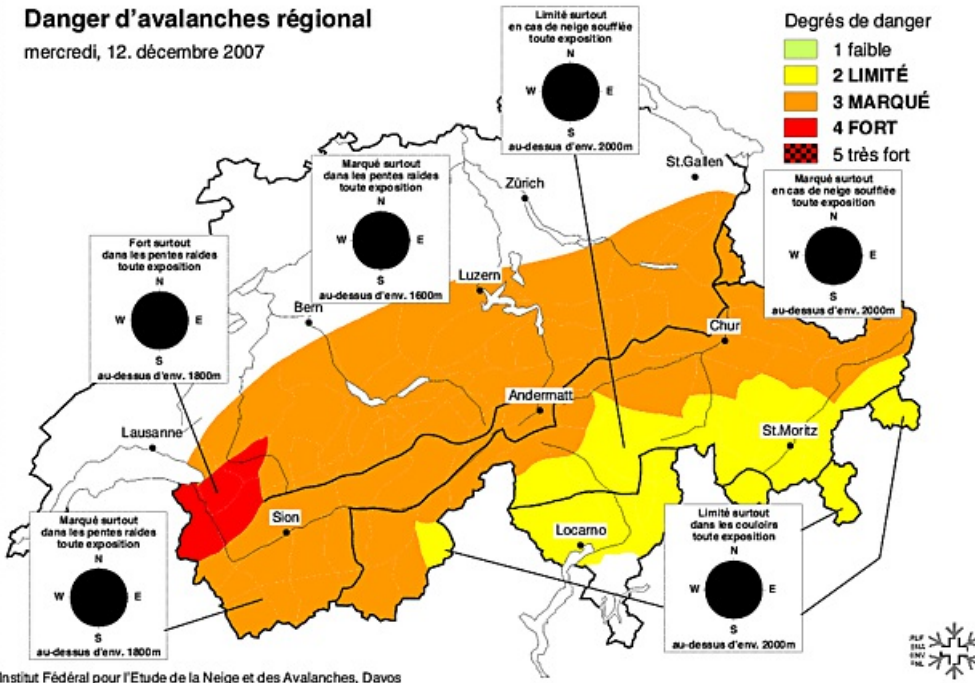 Danger d'avalanches régional
mercredi, 12. décembre 2007
Degrés de danger
1 faible
2 LIMITÉ
3 MARQUÉ
4 FORT
5 très fort
Limité surtout
en cas de neige soufflée
toute exposition
N
W E
S
au-dessus d'env. 2000m
Marqué surtout
dans les pentes raides
toute exposition
N
W E
S
au-dessus d'env. 1600m
Marqué surtout
en cas de neige soufflée
toute exposition
N
W E
S
au-dessus d'env. 2000m
Fort surtout
dans les pentes raides
toute exposition
N
W E
S
au-dessus d'env. 1800m
St.Gallen
Zürich
Luzern
Bern
Chur
Andermatt
Lausanne
St.Moritz
Sion
Locarno
Marqué surtout
dans les pentes raides
toute exposition
N
W E
S
au-dessus d'env. 1800m
Limité surtout
dans les couloirs
toute exposition
N
W E
S
au-dessus d'env. 2000m
Institut Fédéral pour l'Etude de la Neige et des Avalanches, Davos